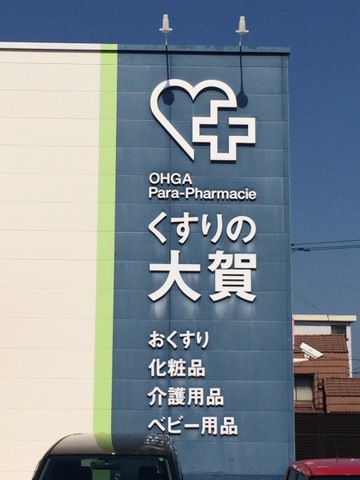 OHGA
Para-Pharmacie
くすりの
大賀
おくすり
化粧品
介護用品
ベビー用品